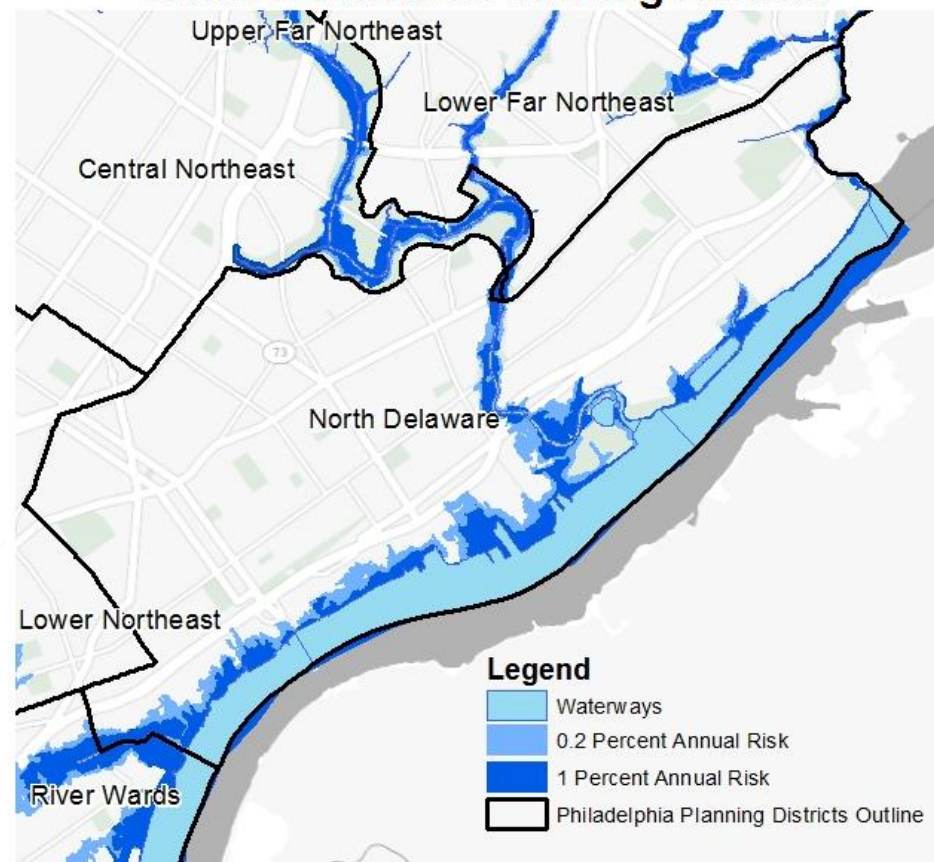 Upper Far Northeast
Lower Far Northeast
Central Northeast
73
North Delaware
Lower Northeast
River Wards
Legend
Waterways
0.2 Percent Annual Risk
1 Percent Annual Risk
Philadelphia Planning Districts Outline